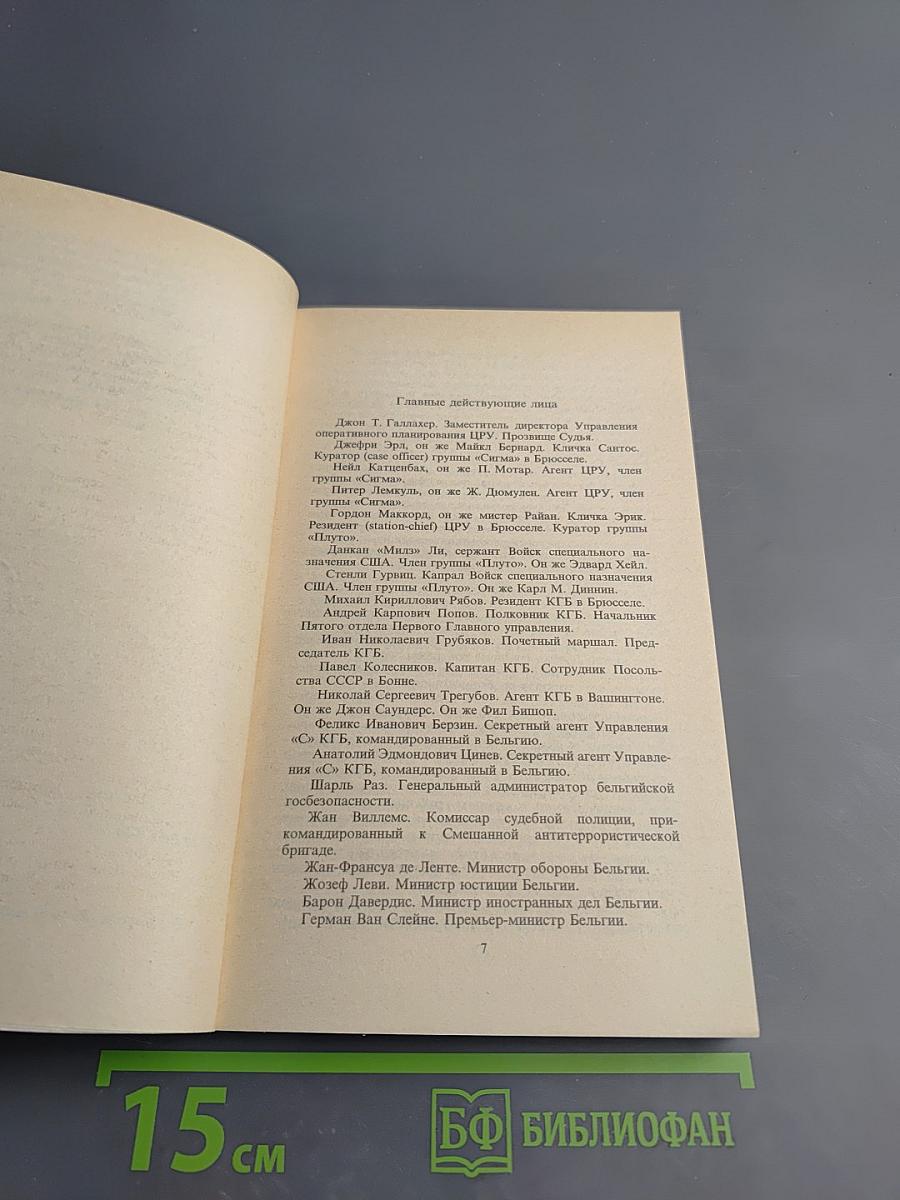 Главные действующие лица
Джон Т. Галлахер. Заместитель директора Управления
оперативного планирования ЦРУ. Прозвище Судья.
Джефри Эрл, он же Майкл Бернард. Кличка Сантос.
Куратор (case officer) группы «Сигма» в Брюсселе.
Нейл Катценбах, он же П. Мотар. Агент ЦРУ, член
группы «Сигма».
Питер Лемкуль, он же Ж. Дюмулен. Агент ЦРУ, член
группы «Сигма».
Гордон Маккорд, он же мистер Райан. Кличка Эрик.
Резидент (station-chief) ЦРУ в Брюсселе. Куратор группы
«Плуто».
Данкан «Милз» Ли, сержант Войск специального на-
значения США. Член группы «Плуто». Он же Эдвард Хейл.
Стенли Гурвиц. Капрал Войск специального назначения
США. Член группы «Плуто». Он же Карл М. Диннин.
Михаил Кириллович Рябов. Резидент КГБ в Брюсселе.
Андрей Карпович Попов. Полковник КГБ. Начальник
Пятого отдела Первого Главного управления.
Иван Николаевич Грубяков. Почетный маршал. Пред-
седатель КГБ.
Павел Колесников. Капитан КГБ. Сотрудник Посоль-
ства СССР в Бонне.
Николай Сергеевич Трегубов. Агент КГБ в Вашингтоне.
Он же Джон Саундерс. Он же Фил Бишоп.
Феликс Иванович Берзин. Секретный агент Управления
«С» КГБ, командированный в Бельгию.
Анатолий Эдмондович Цинев. Секретный агент Управле-
ния «С» КГБ, командированный в Бельгию.
Шарль Раз. Генеральный администратор бельгийской
госбезопасности.
Жан Виллемс. Комиссар судебной полиции, при-
командированный к Смешанной антитеррористической
бригаде.
Жан-Франсуа де Ленте. Министр обороны Бельгии.
Жозеф Леви. Министр юстиции Бельгии.
Барон Давердис. Министр иностранных дел Бельгии.
Герман Ван Слейне. Премьер-министр Бельгии.
7
15 см
БФ БИБЛИОФАН